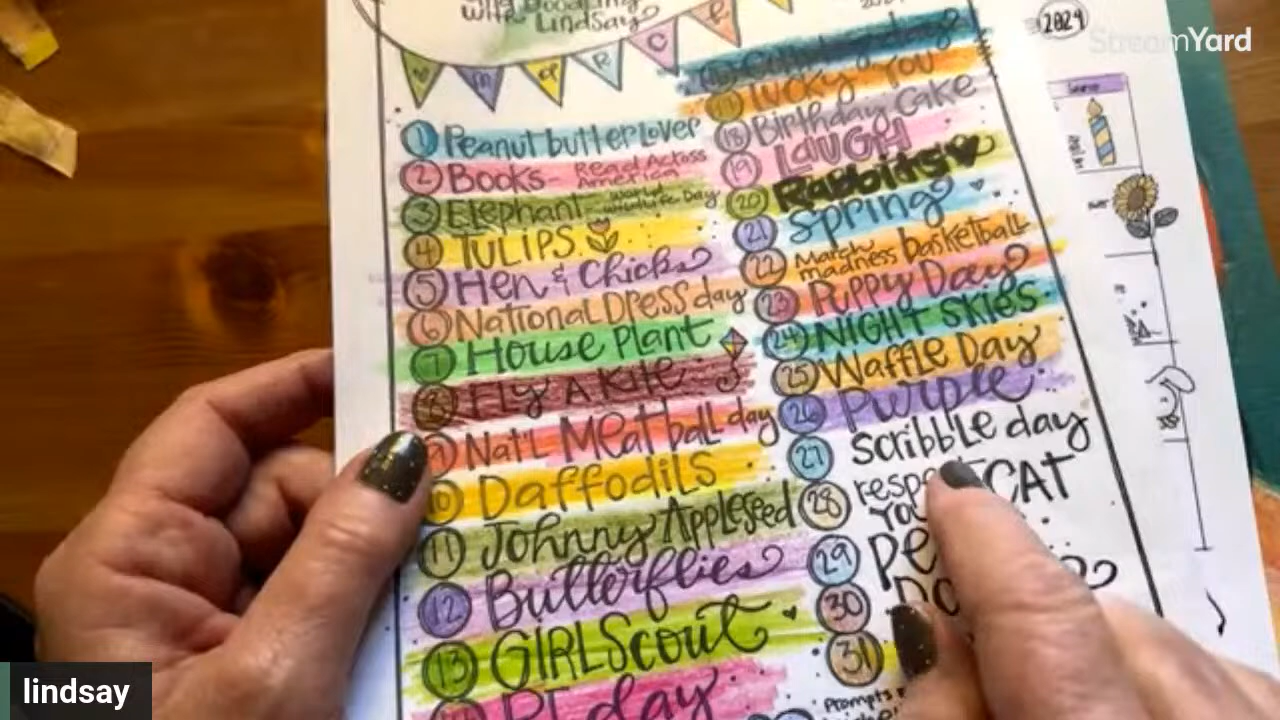 Doodling
with Lindsay
2024
StreamYard
M A R C H
1 Peanut butter Lover
2 Books - Read Across America
3 Elephant - World wildlife Day
4 TULIPS
5 Hen & Chicks
6 National Dress day
7 House Plant
8 Fly A Kite
9 Nat'l Meatball day
10 Daffodils
11 Johnny Appleseed
12 Butterflies
13 GIRL Scout
PI day
17 Lucky You
18 Birthday Cake
19 LAUGH
20 Rabbits
21 Spring
22 March madness basketball
23 Puppy Day
24 NIGHT SKIES
25 Waffle Day
26 Purple
27 scribble day
28 CAT
29
30
31
Prompts
lindsay